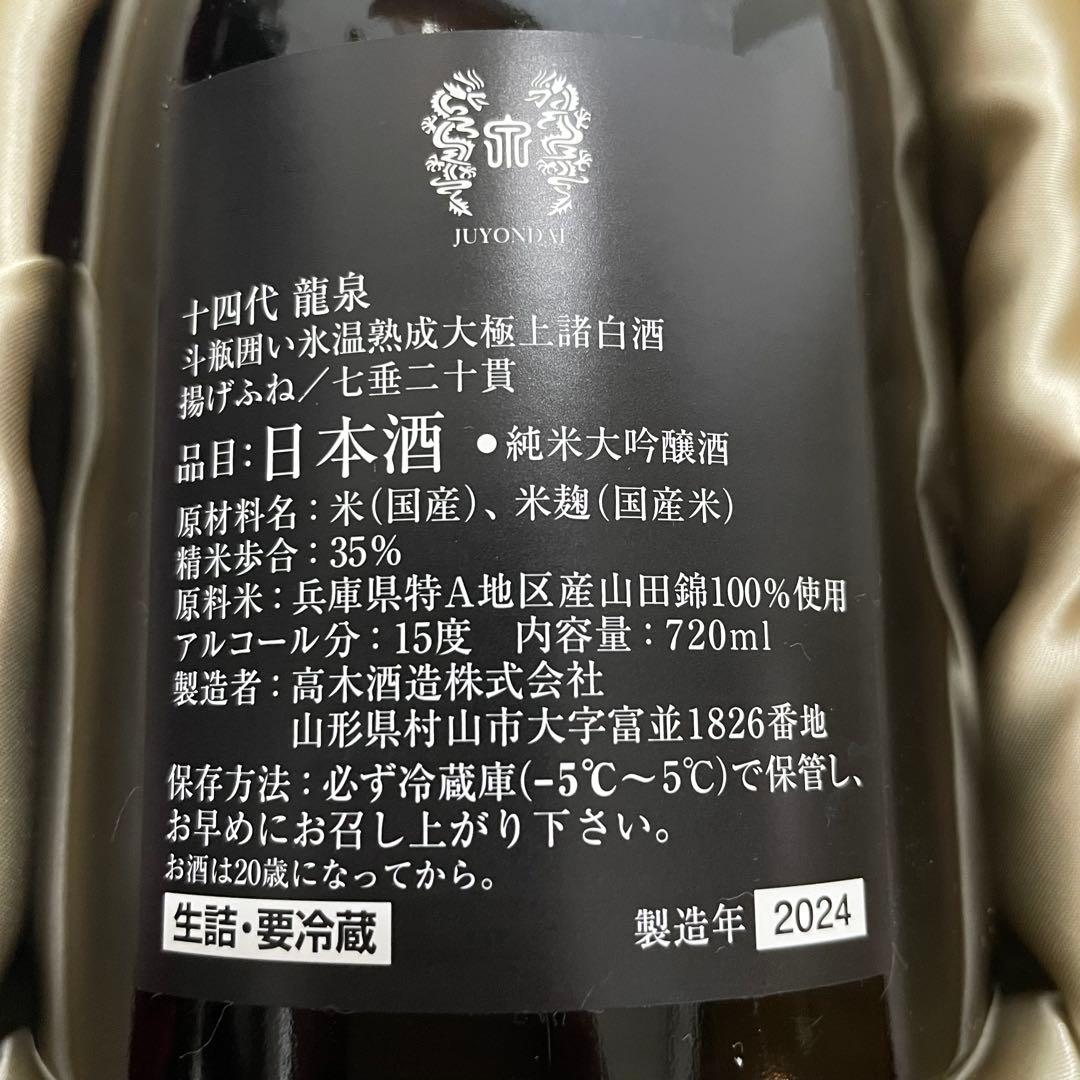 JUYONDAI
十四代 龍泉
斗瓶囲い氷温熟成大極上諸白酒
揚げふね/七垂二十貫
品目:日本酒 ●純米大吟醸酒
原材料名:米(国産)、米麹(国産米)
精米歩合:35%
原料米:兵庫県特A地区産山田錦100%使用
アルコール分:15度 内容量:720ml
製造者:高木酒造株式会社
山形県村山市大字富並1826番地
保存方法:必ず冷蔵庫(-5℃~5℃)で保管し、
お早めにお召し上がり下さい。
お酒は20歳になってから。
生詰・要冷蔵 製造年 2024